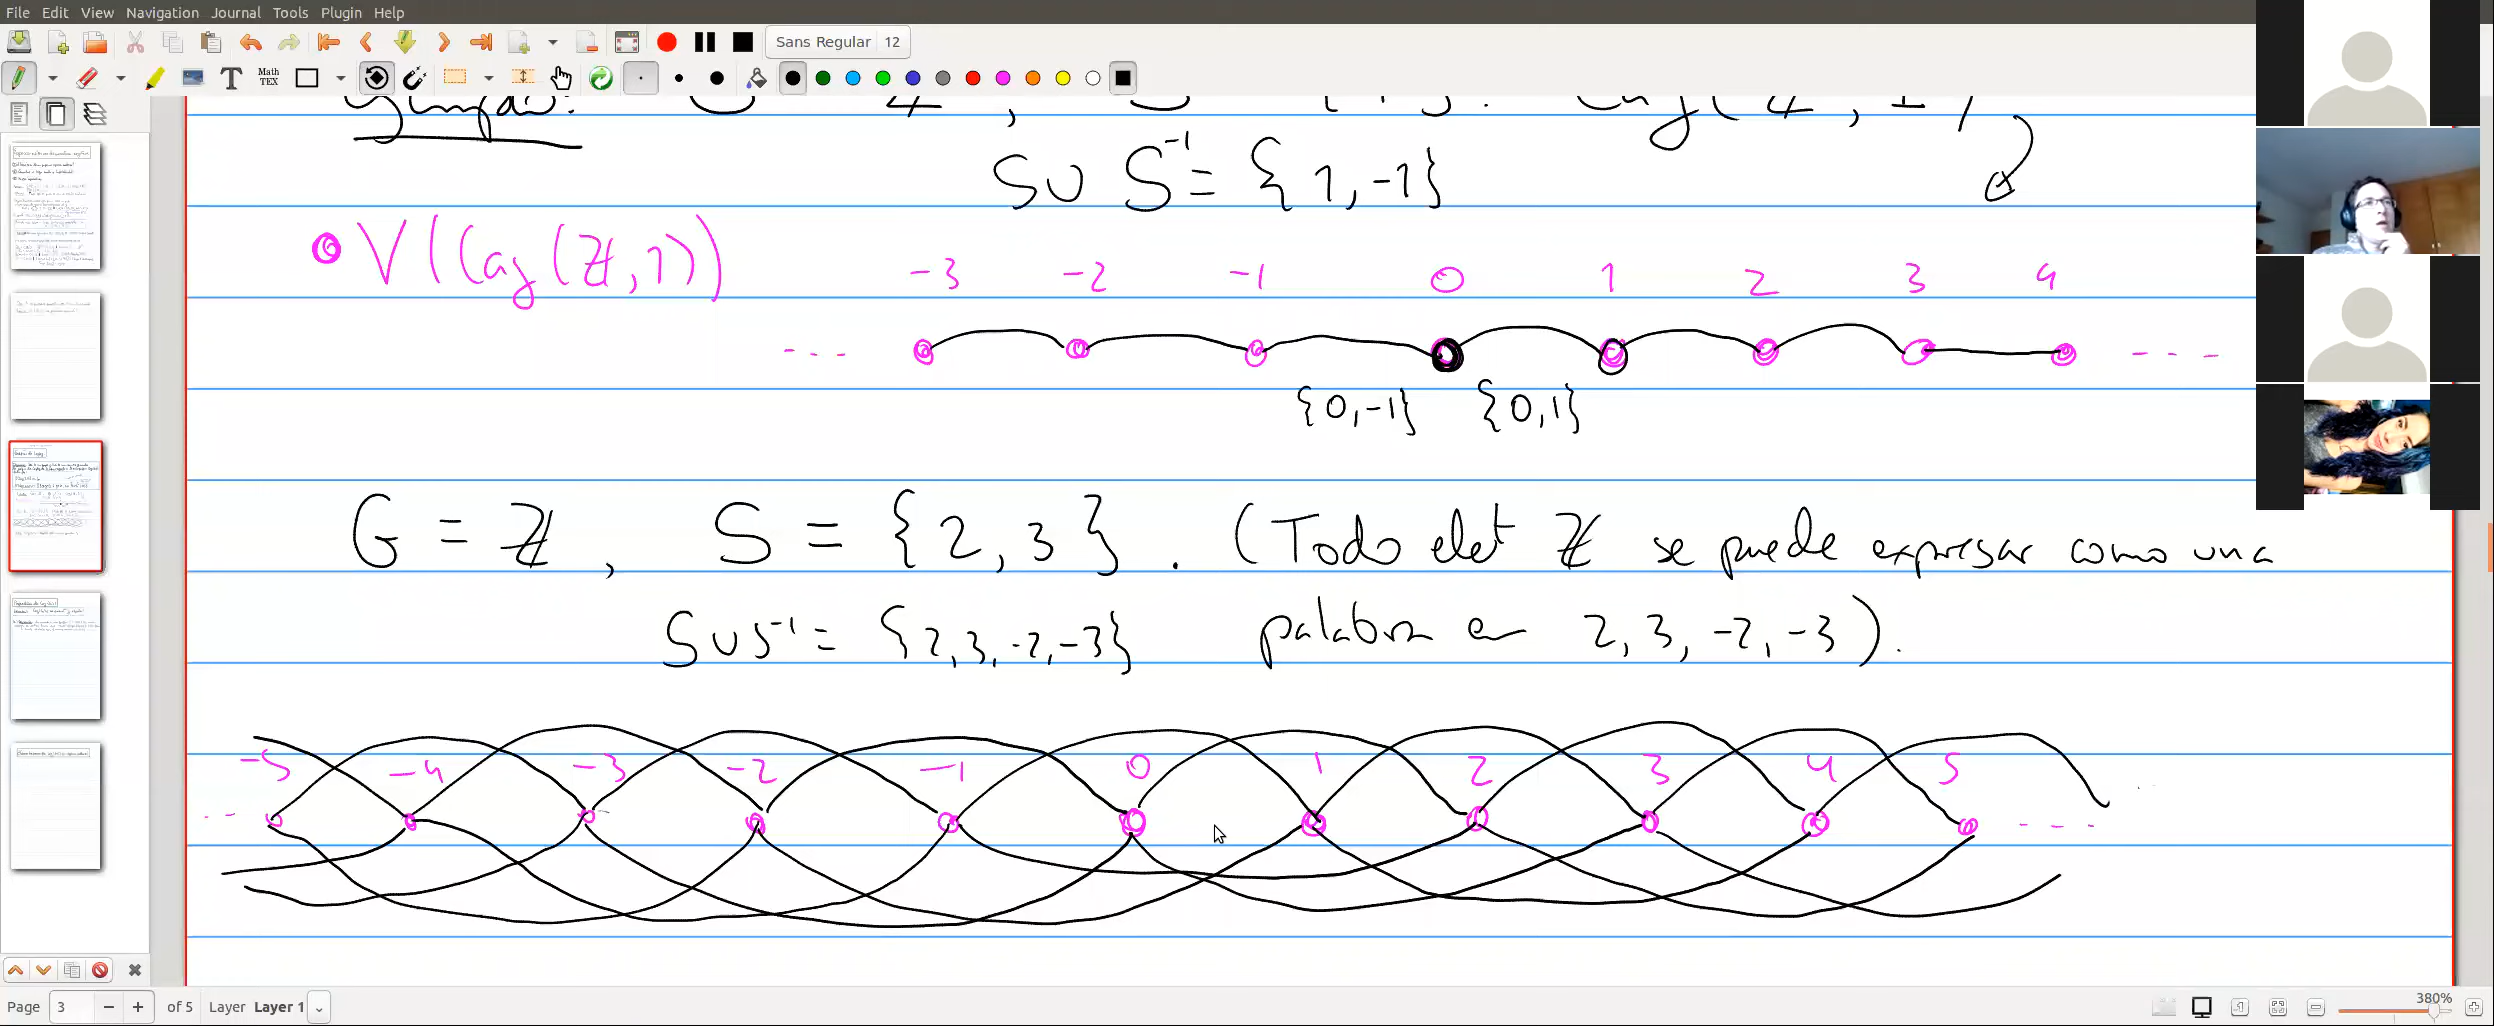 File Edit View Navigation Journal Tools Plugin Help
Sans Regular 12
Math TEX
S∪S⁻¹ = {1, -1}
V(Cay(ℤ, 1))
-3 -2 -1 0 1 2 3 4
{0, -1} {0, 1}
G = ℤ, S = {2, 3}. (Todo elet ℤ se puede expresar como una
S∪S⁻¹ = {2, 3, -2, -3} palabra en 2, 3, -2, -3).
-5 -4 -3 -2 -1 0 1 2 3 4 5
Page 3 of 5 Layer Layer 1 380%